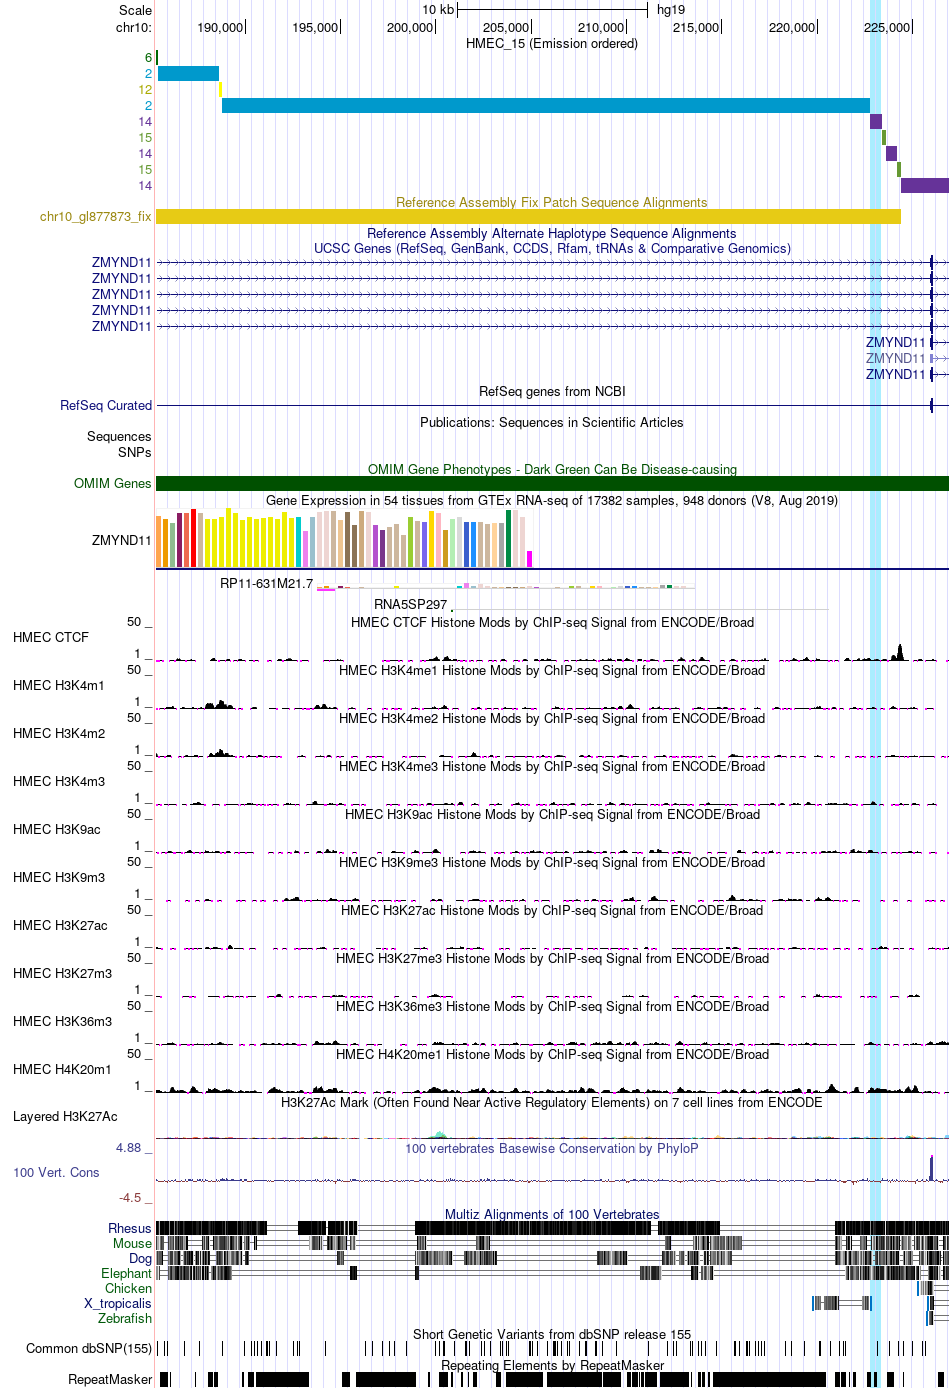 Scale 10 kb hg19
chr10: 190,000 195,000 200,000 205,000 210,000 215,000 220,000 225,000
HMEC_15 (Emission ordered)
6
2
12
2
14
15
14
15
14
Reference Assembly Fix Patch Sequence Alignments
chr10_gl877873_fix
Reference Assembly Alternate Haplotype Sequence Alignments
UCSC Genes (RefSeq, GenBank, CCDS, Rfam, tRNAs & Comparative Genomics)
ZMYND11
ZMYND11
ZMYND11
ZMYND11
ZMYND11
ZMYND11
ZMYND11
ZMYND11
RefSeq genes from NCBI
RefSeq Curated
Publications: Sequences in Scientific Articles
Sequences
SNPs
OMIM Gene Phenotypes - Dark Green Can Be Disease-causing
OMIM Genes
Gene Expression in 54 tissues from GTEx RNA-seq of 17382 samples, 948 donors (V8, Aug 2019)
ZMYND11
RP11-631M21.7
RNA5SP297
50 _
HMEC CTCF Histone Mods by ChIP-seq Signal from ENCODE/Broad
HMEC CTCF
1 _
50 _
HMEC H3K4me1 Histone Mods by ChIP-seq Signal from ENCODE/Broad
HMEC H3K4m1
1 _
50 _
HMEC H3K4me2 Histone Mods by ChIP-seq Signal from ENCODE/Broad
HMEC H3K4m2
1 _
50 _
HMEC H3K4me3 Histone Mods by ChIP-seq Signal from ENCODE/Broad
HMEC H3K4m3
1 _
50 _
HMEC H3K9ac Histone Mods by ChIP-seq Signal from ENCODE/Broad
HMEC H3K9ac
1 _
50 _
HMEC H3K9me3 Histone Mods by ChIP-seq Signal from ENCODE/Broad
HMEC H3K9m3
1 _
50 _
HMEC H3K27ac Histone Mods by ChIP-seq Signal from ENCODE/Broad
HMEC H3K27ac
1 _
50 _
HMEC H3K27me3 Histone Mods by ChIP-seq Signal from ENCODE/Broad
HMEC H3K27m3
1 _
50 _
HMEC H3K36me3 Histone Mods by ChIP-seq Signal from ENCODE/Broad
HMEC H3K36m3
1 _
50 _
HMEC H4K20me1 Histone Mods by ChIP-seq Signal from ENCODE/Broad
HMEC H4K20m1
1 _
H3K27Ac Mark (Often Found Near Active Regulatory Elements) on 7 cell lines from ENCODE
Layered H3K27Ac
4.88 _
100 vertebrates Basewise Conservation by PhyloP
100 Vert. Cons
-4.5 _
Multiz Alignments of 100 Vertebrates
Rhesus
Mouse
Dog
Elephant
Chicken
X_tropicalis
Zebrafish
Short Genetic Variants from dbSNP release 155
Common dbSNP(155)
Repeating Elements by RepeatMasker
RepeatMasker